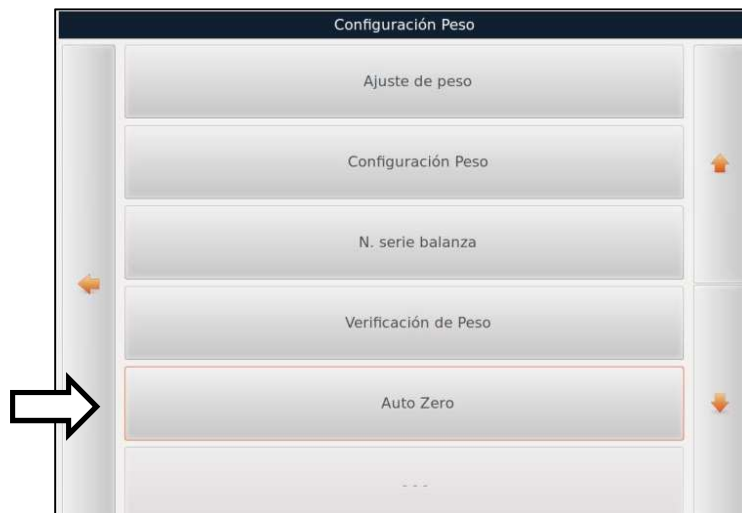 Configuración Peso
Ajuste de peso
Configuración Peso
N. serie balanza
Verificación de Peso
Auto Zero
- - -